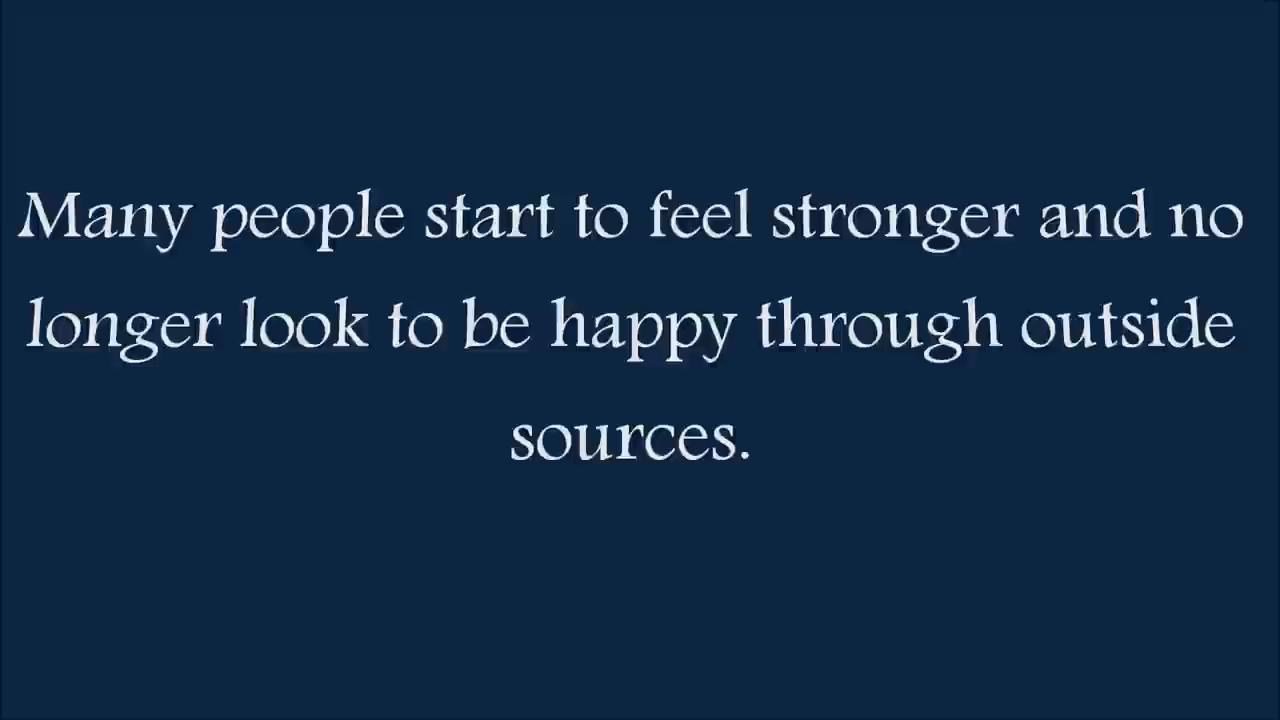 Many people start to feel stronger and no
longer look to be happy through outside
sources.